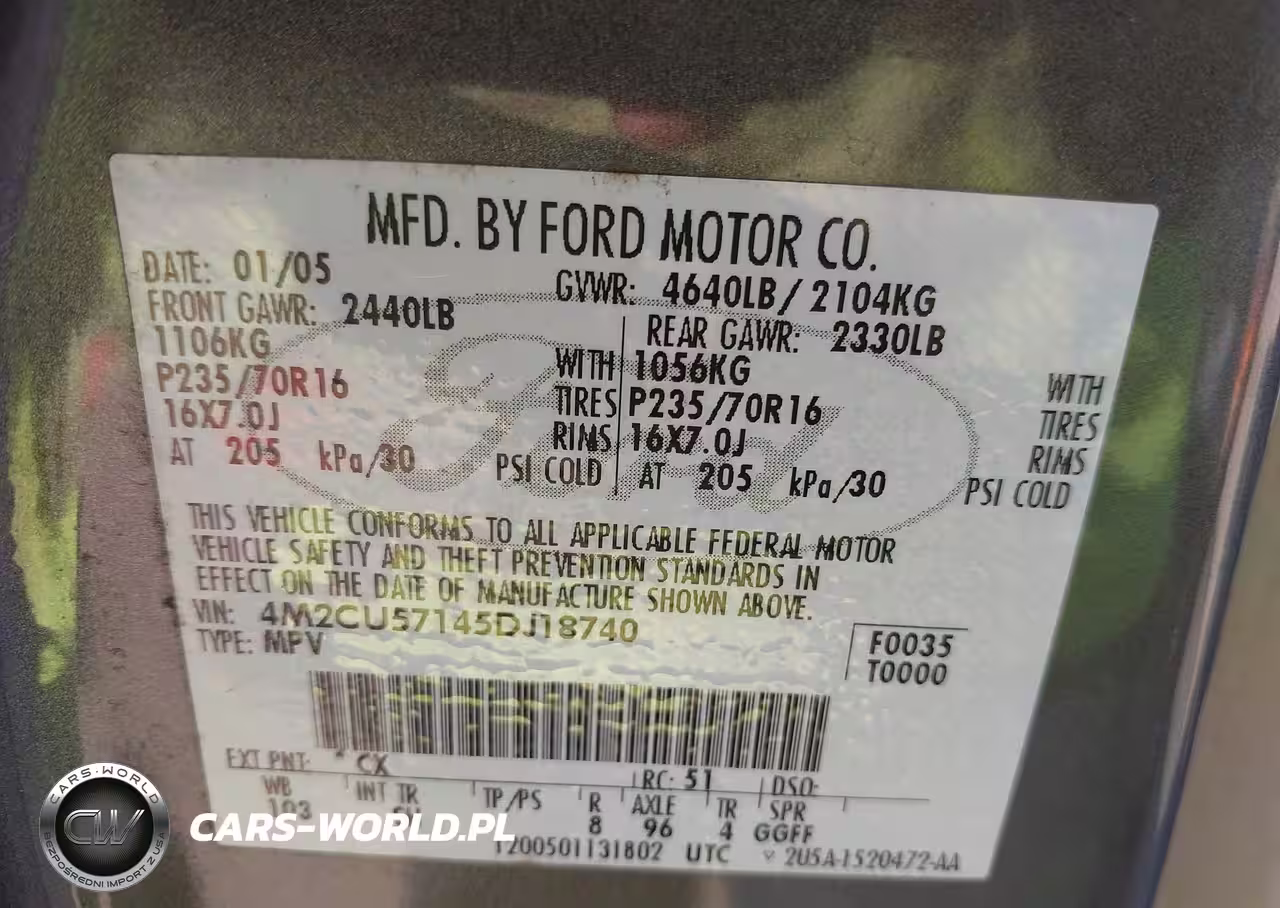 MFD. BY FORD MOTOR CO.
DATE: 01/05
GVWR: 4640LB / 2104KG
FRONT GAWR: 2440LB
REAR GAWR: 2330LB
1106KG WITH
1056KG WITH
P235/70R16 TIRES
P235/70R16 TIRES
16X7.0J RIMS
16X7.0J RIMS
AT 205 kPa/30 PSI COLD
AT 205 kPa/30 PSI COLD
Ford
THIS VEHICLE CONFORMS TO ALL APPLICABLE FEDERAL MOTOR
VEHICLE SAFETY AND THEFT PREVENTION STANDARDS IN
EFFECT ON THE DATE OF MANUFACTURE SHOWN ABOVE.
VIN: 4M2CU57145DJ18740
TYPE: MPV
F0035
T0000
EXT PNT: * CX
RC: 51 DSO:
WB INT TR TP/PS R AXLE TR SPR
103 8 96 4 GGFF
T200501131802 UTC
2U5A-1520472-AA
CARS-WORLD
CW
BEZPOŚREDNI IMPORT Z USA
CARS-WORLD.PL